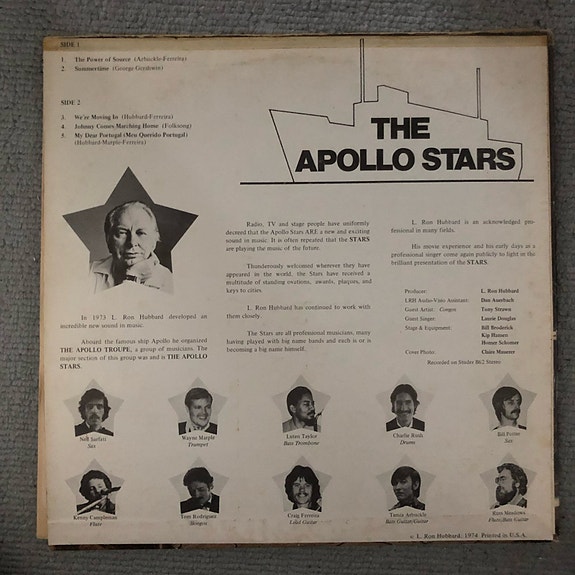 SIDE 1
1. The Power of Source (Arbuckle-Ferreira)
2. Summertime (George Gershwin)
SIDE 2
3. We're Moving In (Hubbard-Ferreira)
4. Johnny Comes Marching Home (Folksong)
5. My Dear Portugal (Meu Querido Portugal)
(Hubbard-Marple-Ferreira)
THE
APOLLO STARS
In 1973 L. Ron Hubbard developed an
incredible new sound in music.
Aboard the famous ship Apollo he organized
THE APOLLO TROUPE, a group of musicians. The
major section of this group was and is THE APOLLO
STARS.
Radio, TV and stage people have uniformly
decreed that the Apollo Stars ARE a new and exciting
sound in music. It is often repeated that the STARS
are playing the music of the future.
Thunderously welcomed wherever they have
appeared in the world, the Stars have received a
multitude of standing ovations, awards, plaques, and
keys to cities.
L. Ron Hubbard has continued to work with
them closely.
The Stars are all professional musicians, many
having played with big name bands and each is or is
becoming a big name himself.
L. Ron Hubbard is an acknowledged pro-
fessional in many fields.
His movie experience and his early days as a
professional singer come again publicly to light in the
brilliant presentation of the STARS.
Producer: L. Ron Hubbard
LRH Audio-Visio Assistant: Don Auerbach
Guest Artist: Congos Tony Strawn
Guest Singer: Laurie Douglas
Stage & Equipment: Bill Broderick
Kip Hansen
Homer Schomer
Cover Photo: Claire Maurer
Recorded on Studer B62 Stereo
Neil Sarfati
Sax
Wayne Marple
Trumpet
Loren Taylor
Bass Trombone
Charlie Rush
Drums
Bill Potter
Sax
Kenny Campelman
Flute
Tom Rodriguez
Bongos
Craig Ferreira
Lead Guitar
Tamia Arbuckle
Bass Guitar/Guitar
Russ Meadows
Flute/Bass Guitar
© L. Ron Hubbard, 1974 Printed in U.S.A.